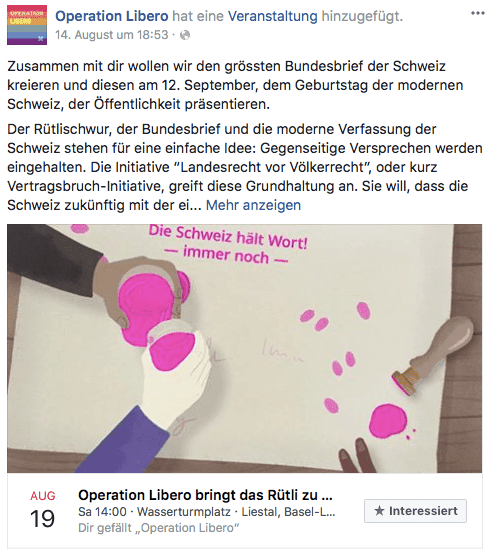 OPERATION
LIBERO
Operation Libero hat eine Veranstaltung hinzugefügt.
14. August um 18:53 ·
Zusammen mit dir wollen wir den grössten Bundesbrief der Schweiz
kreieren und diesen am 12. September, dem Geburtstag der modernen
Schweiz, der Öffentlichkeit präsentieren.
Der Rütlischwur, der Bundesbrief und die moderne Verfassung der
Schweiz stehen für eine einfache Idee: Gegenseitige Versprechen werden
eingehalten. Die Initiative “Landesrecht vor Völkerrecht”, oder kurz
Vertragsbruch-Initiative, greift diese Grundhaltung an. Sie will, dass die
Schweiz zukünftig mit der ei... Mehr anzeigen
Die Schweiz hält Wort!
— immer noch —
AUG
19
Operation Libero bringt das Rütli zu ...
Sa 14:00 · Wasserturmplatz · Liestal, Basel-L...
Dir gefällt „Operation Libero“
★ Interessiert